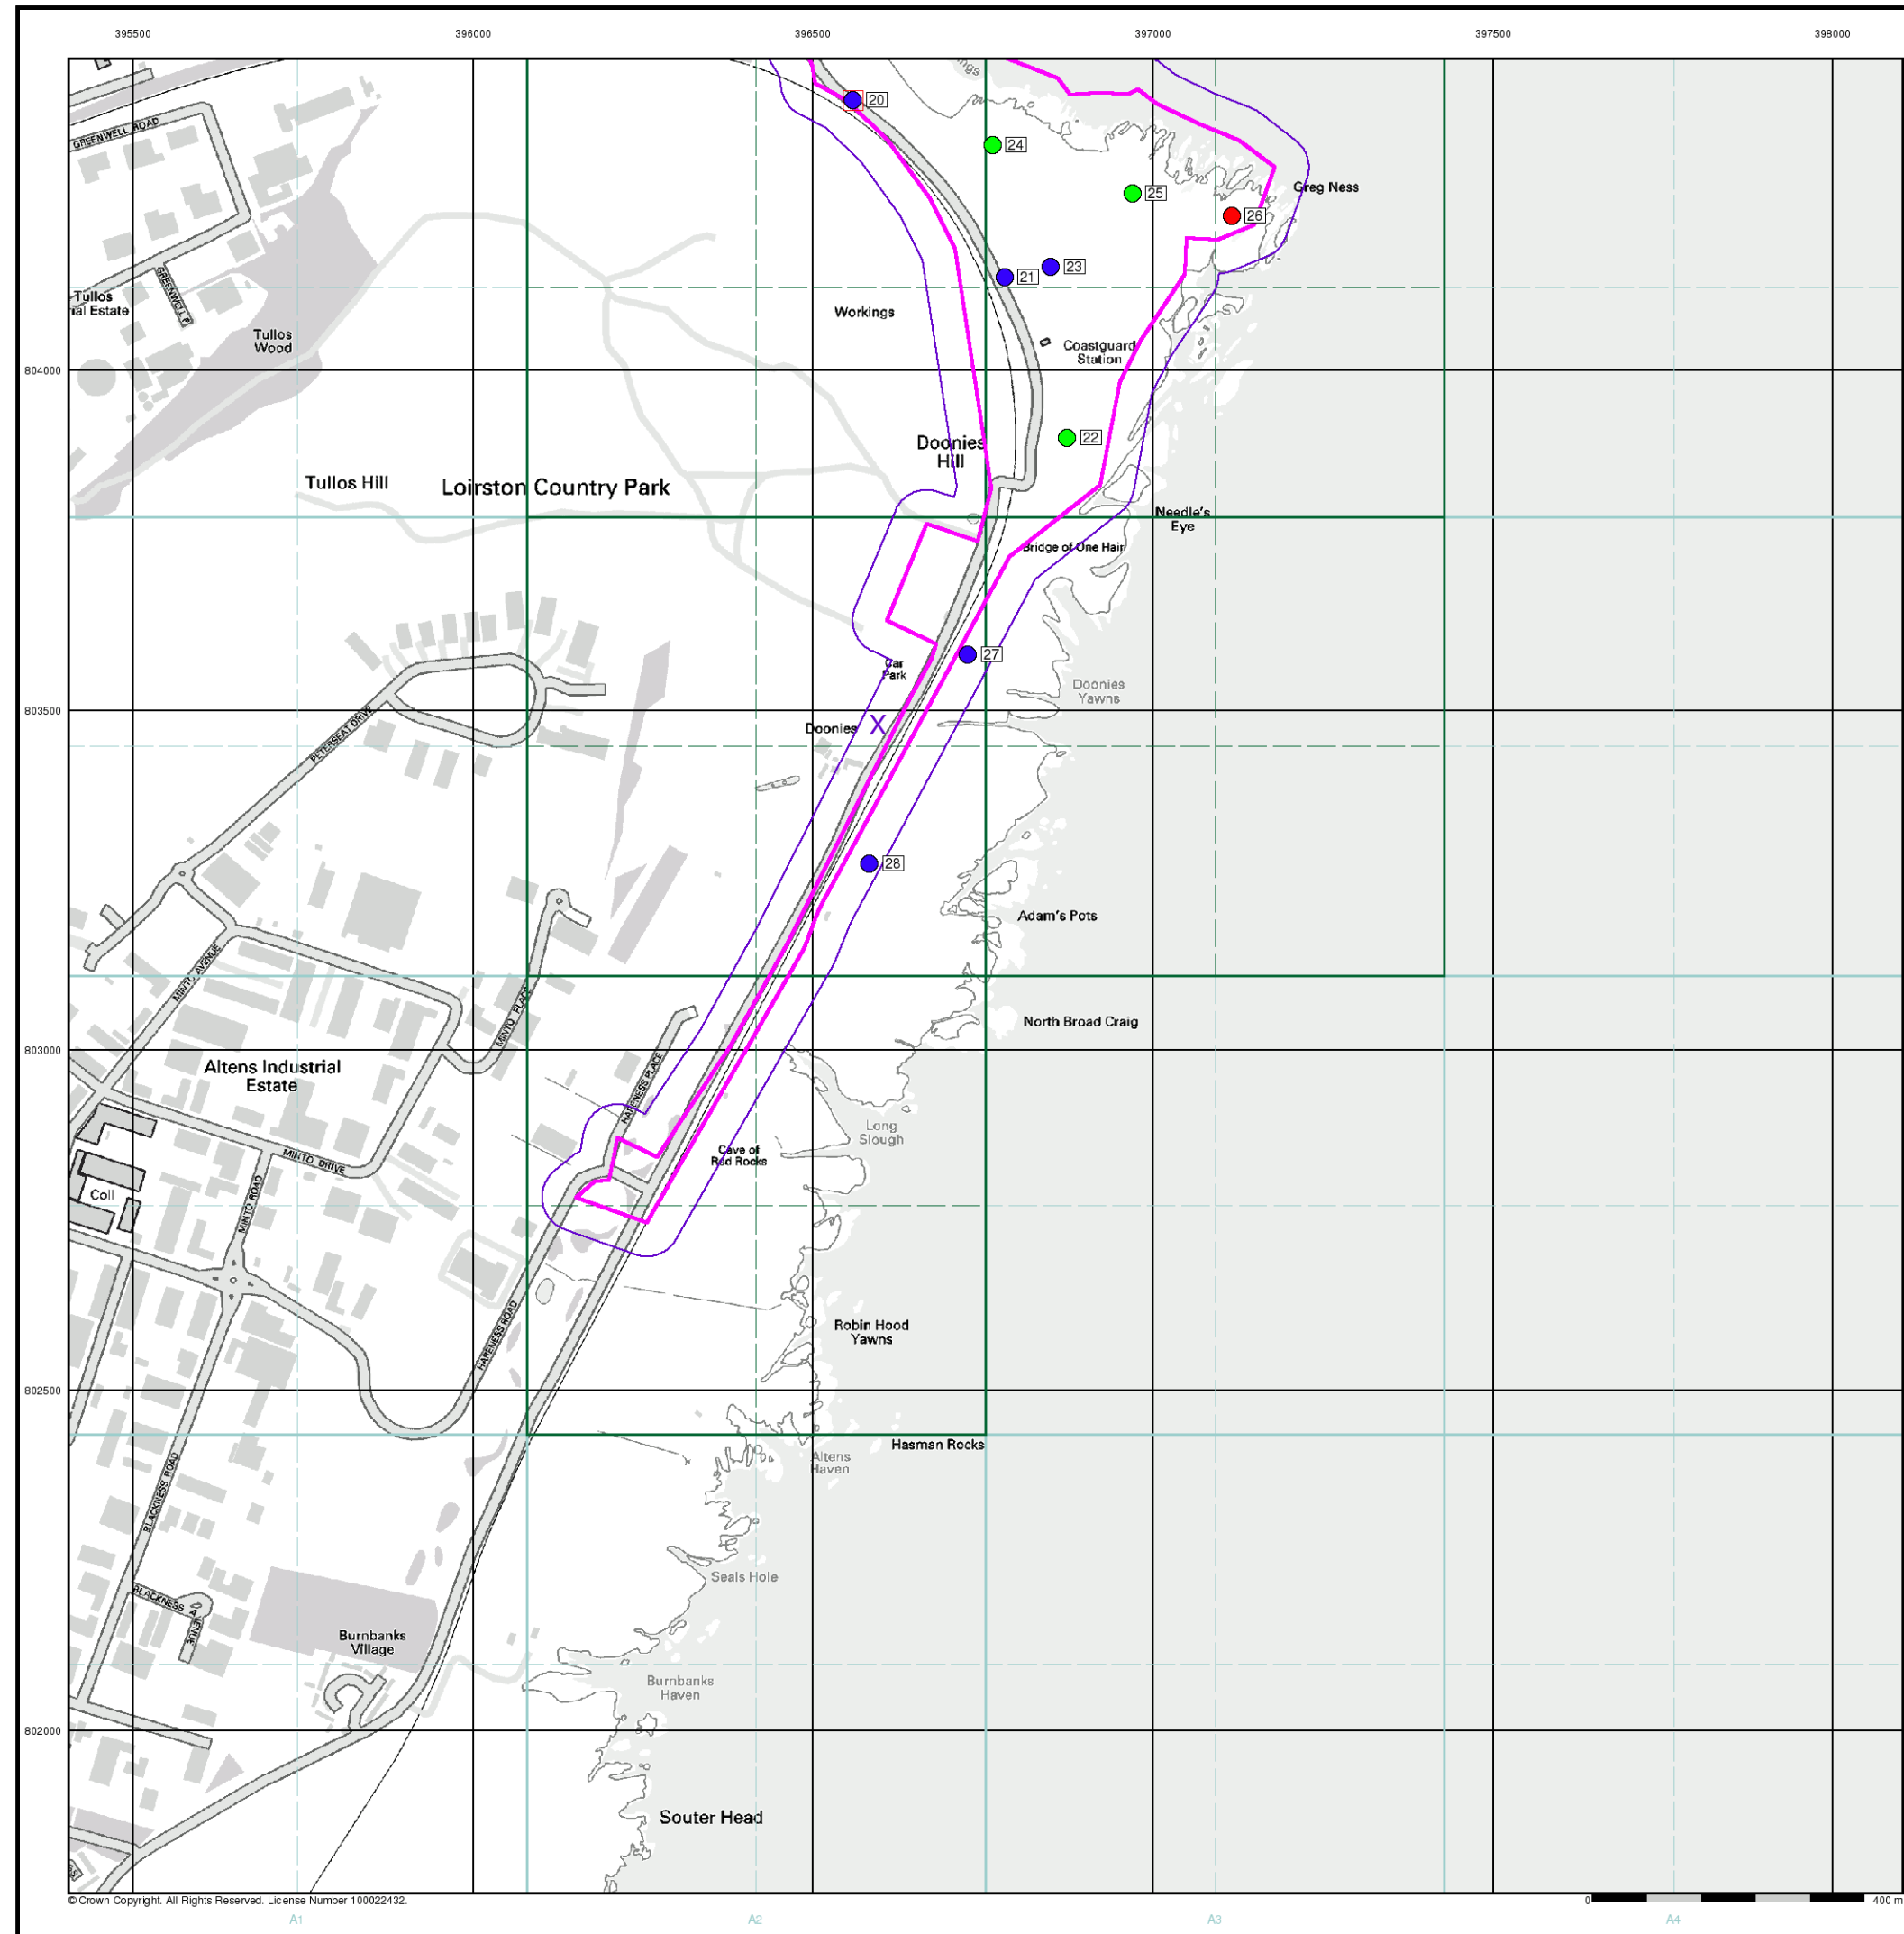 395500 396000 396500 397000 397500 398000
ngs
20
GREENWELL ROAD
24
Greg Ness
25
26
23
21
GREENWELL P
Tullos
rial Estate
Workings
Tullos
Wood
Coastguard
Station
804000
22
Doonies
Hill
Tullos Hill
Loirston Country Park
Needle's
Eye
Bridge of One Hair
27
Car
Park
Doonies
Yawns
803500
PETERSEAT DRIVE
Doonies X
28
Adam's Pots
MINTO AVENUE
MINTO PLACE
North Broad Craig
803000
Altens Industrial
Estate
HARENESS PLACE
Long
Slough
Cave of
Red Rocks
MINTO DRIVE
Coll
MINTO ROAD
HARENESS ROAD
Robin Hood
Yawns
802500
Hasman Rocks
Altens
Haven
BLACKNESS ROAD
Seals Hole
BLACKNESS AVENUE
Burnbanks
Village
Burnbanks
Haven
802000
Souter Head
© Crown Copyright. All Rights Reserved. License Number 100022432.
0 400 m
A1 A2 A3 A4